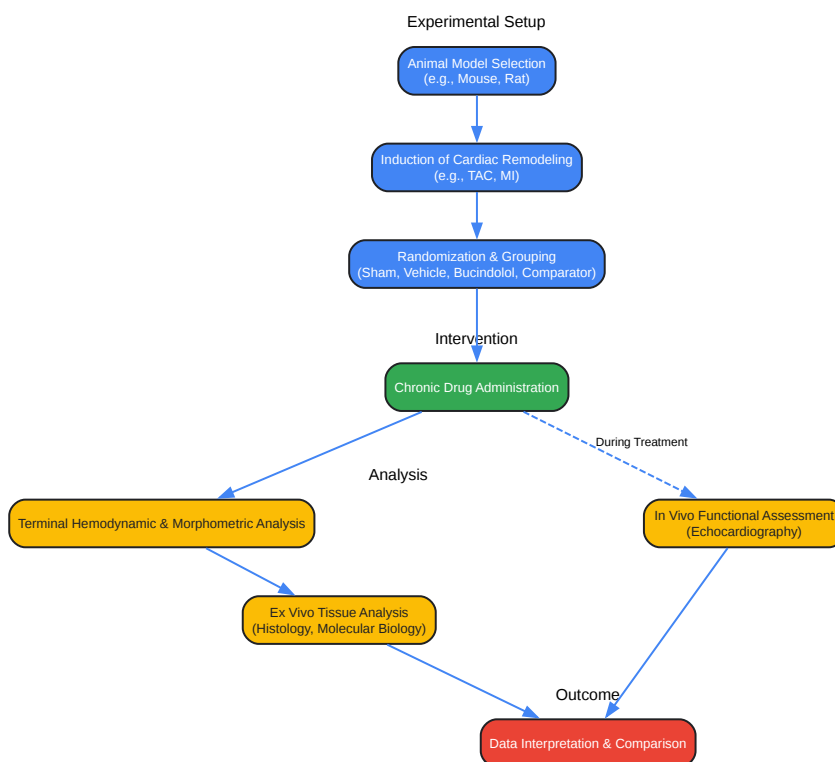 Experimental Setup
Animal Model Selection
(e.g., Mouse, Rat)
Induction of Cardiac Remodeling
(e.g., TAC, MI)
Randomization & Grouping
(Sham, Vehicle, Bucindolol, Comparator)
Intervention
Chronic Drug Administration
During Treatment
Analysis
Terminal Hemodynamic & Morphometric Analysis
In Vivo Functional Assessment
(Echocardiography)
Ex Vivo Tissue Analysis
(Histology, Molecular Biology)
Outcome
Data Interpretation & Comparison